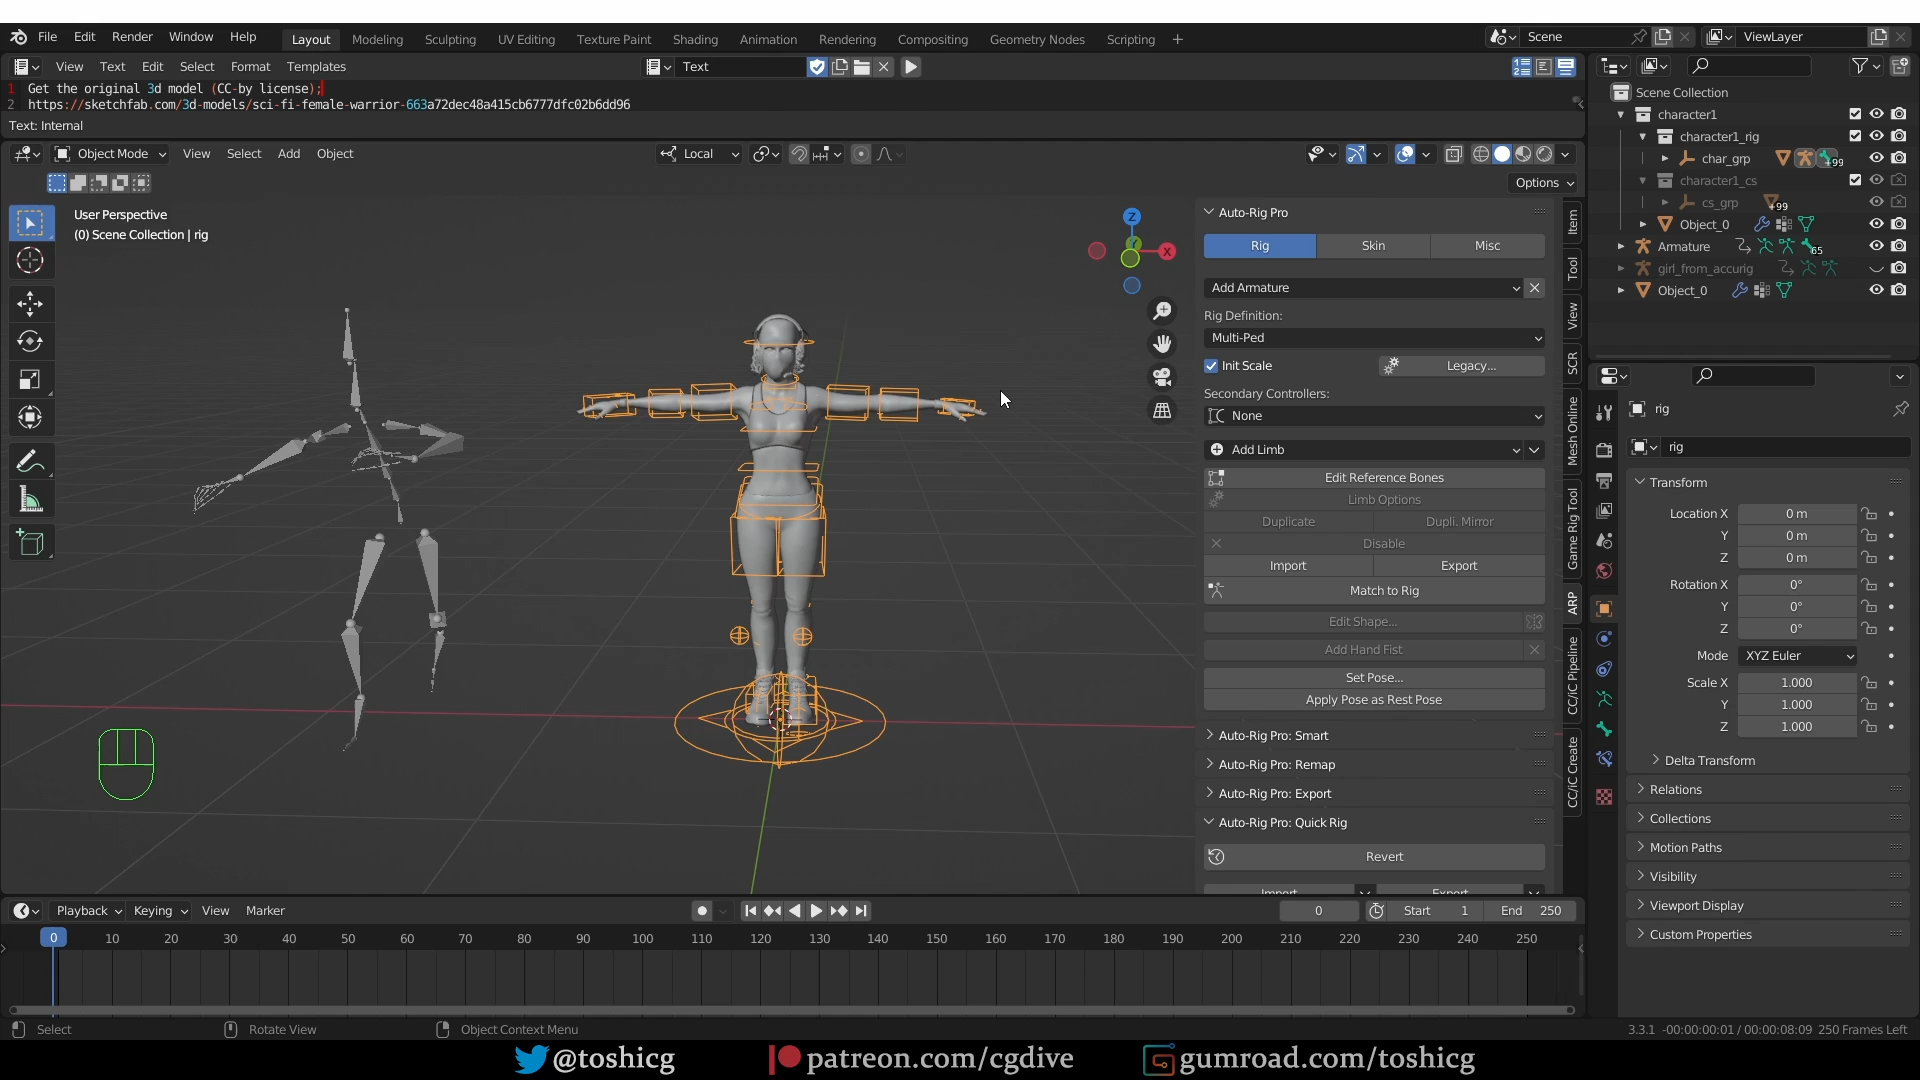 File Edit Render Window Help Layout Modeling Sculpting UV Editing Texture Paint Shading Animation Rendering Compositing Geometry Nodes Scripting + Scene ViewLayer
View Text Edit Select Format Templates Text
1 Get the original 3d model (CC-by license);
2 https://sketchfab.com/3d-models/sci-fi-female-warrior-663a72dec48a415cb6777dfc02b6dd96
Text: Internal
Object Mode View Select Add Object Local
Options
User Perspective
(0) Scene Collection | rig
Z
X
Auto-Rig Pro
Rig Skin Misc
Add Armature
Rig Definition:
Multi-Ped
Init Scale Legacy...
Secondary Controllers:
None
Add Limb
Edit Reference Bones
Limb Options
Duplicate Dupli. Mirror
Disable
Import Export
Match to Rig
Edit Shape...
Add Hand Fist
Set Pose...
Apply Pose as Rest Pose
Auto-Rig Pro: Smart
Auto-Rig Pro: Remap
Auto-Rig Pro: Export
Auto-Rig Pro: Quick Rig
Revert
Import Export
Item
Tool
View
SCR
Mesh Online
Game Rig Tool
ARP
CC/iC Pipeline
CC/iC Create
Scene Collection
character1
character1_rig
char_grp +99
character1_cs
cs_grp +99
Object_0
Armature 65
girl_from_accurig
Object_0
rig
rig
Transform
Location X 0 m
Y 0 m
Z 0 m
Rotation X 0°
Y 0°
Z 0°
Mode XYZ Euler
Scale X 1.000
Y 1.000
Z 1.000
Delta Transform
Relations
Collections
Motion Paths
Visibility
Viewport Display
Custom Properties
Playback Keying View Marker 0 Start 1 End 250
0 10 20 30 40 50 60 70 80 90 100 110 120 130 140 150 160 170 180 190 200 210 220 230 240 250
Select Rotate View Object Context Menu 3.3.1 -00:00:00:01 / 00:00:08:09 250 Frames Left
@toshicg patreon.com/cgdive gumroad.com/toshicg